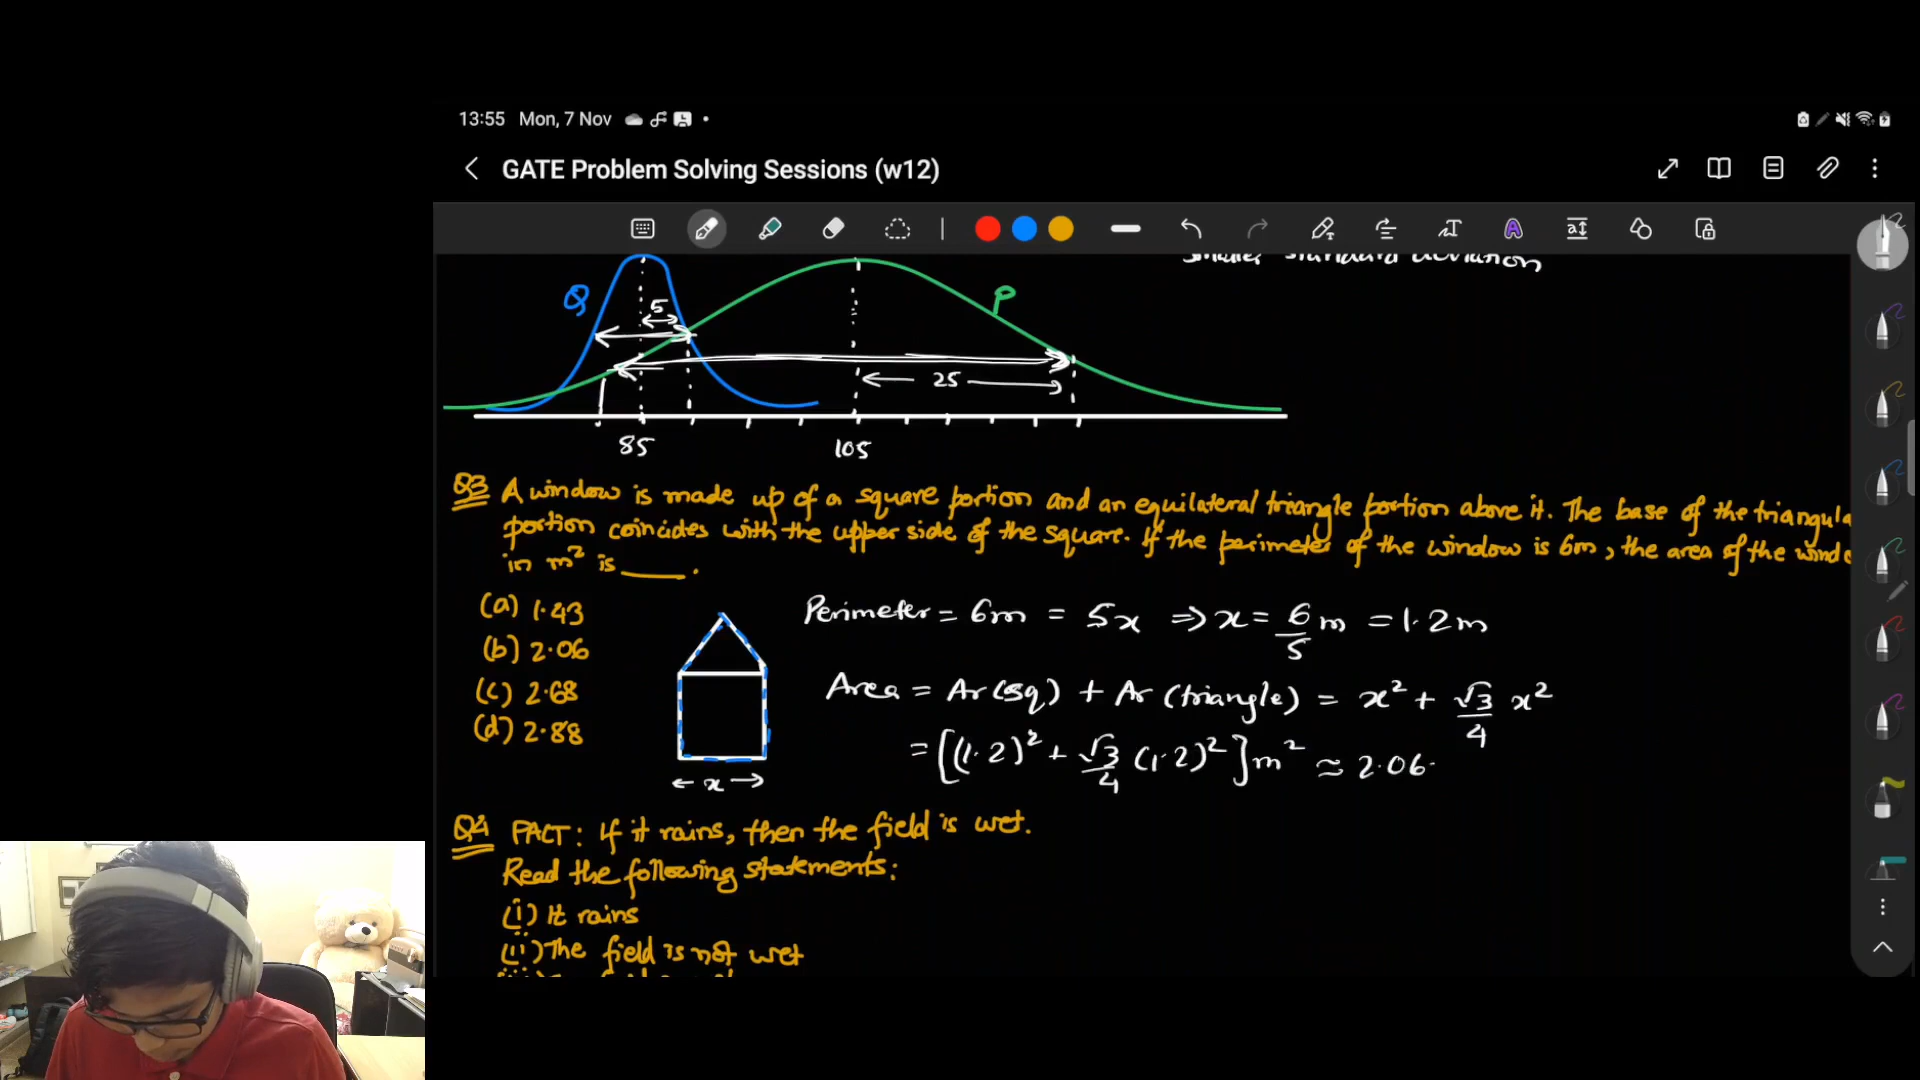 13:55 Mon, 7 Nov
GATE Problem Solving Sessions (w12)
smaller standard deviation
Q
5
P
25
85
105
Q3 A window is made up of a square portion and an equilateral triangle portion above it. The base of the triangula
portion coincides with the upper side of the square. If the perimeter of the window is 6m, the area of the windo
in m² is ____.
(a) 1.43
(b) 2.06
(c) 2.68
(d) 2.88
x
Perimeter = 6m = 5x ⇒ x = 6/5 m = 1.2m
Area = Ar(sq) + Ar(triangle) = x² + √3/4 x²
= [(1.2)² + √3/4 (1.2)²] m² ≈ 2.06.
Q4 FACT: If it rains, then the field is wet.
Read the following statements:
(i) It rains
(ii) The field is not wet